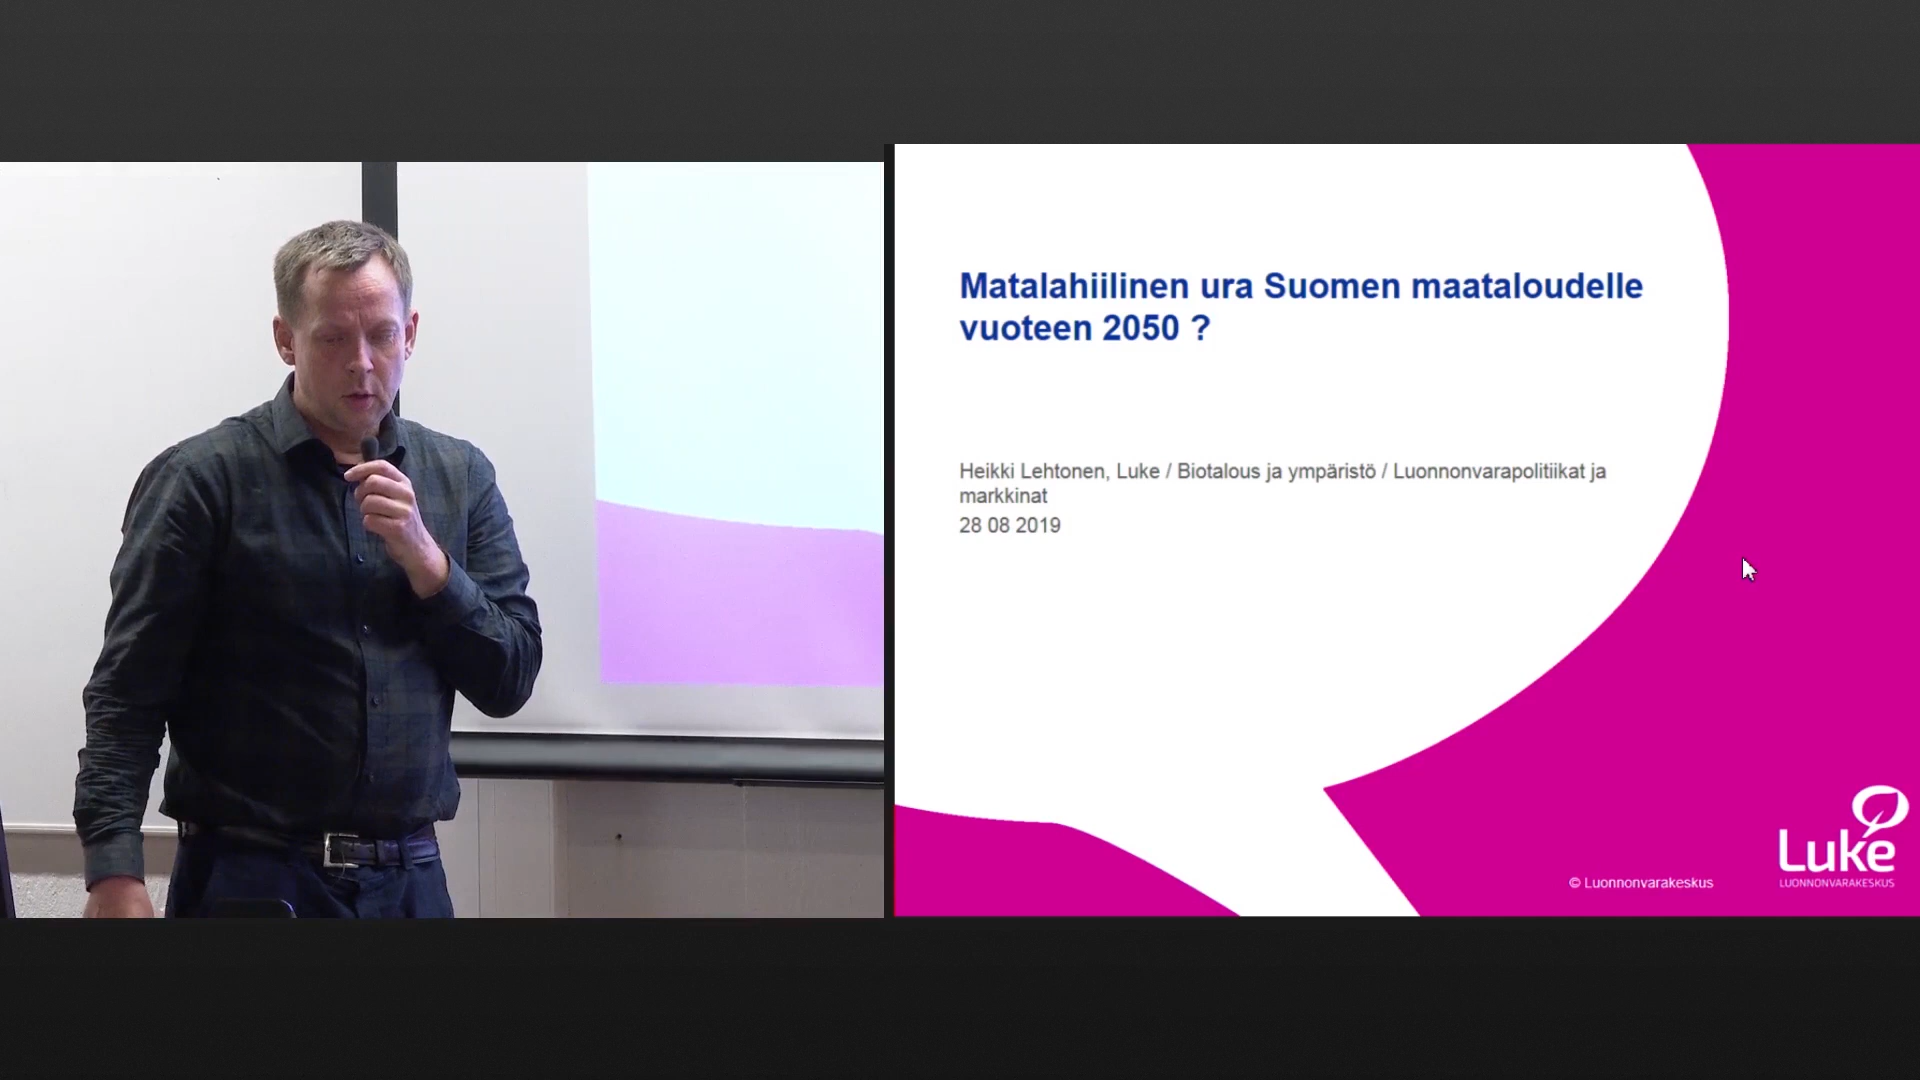 Matalahiilinen ura Suomen maataloudelle
vuoteen 2050 ?
Heikki Lehtonen, Luke / Biotalous ja ympäristö / Luonnonvarapolitiikat ja
markkinat
28 08 2019
© Luonnonvarakeskus
Luke
LUONNONVARAKESKUS